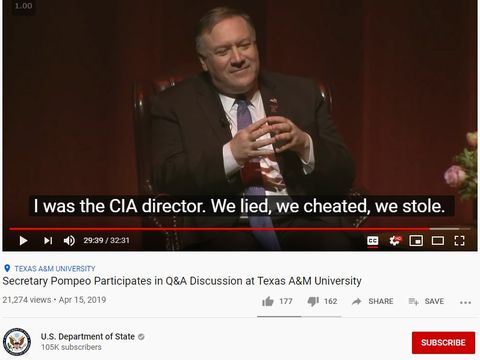 1.00
I was the CIA director. We lied, we cheated, we stole.
29:39 / 32:31
CC
HD
TEXAS A&M UNIVERSITY
Secretary Pompeo Participates in Q&A Discussion at Texas A&M University
21,274 views • Apr 15, 2019
177
162
SHARE
SAVE
U.S. Department of State
105K subscribers
SUBSCRIBE